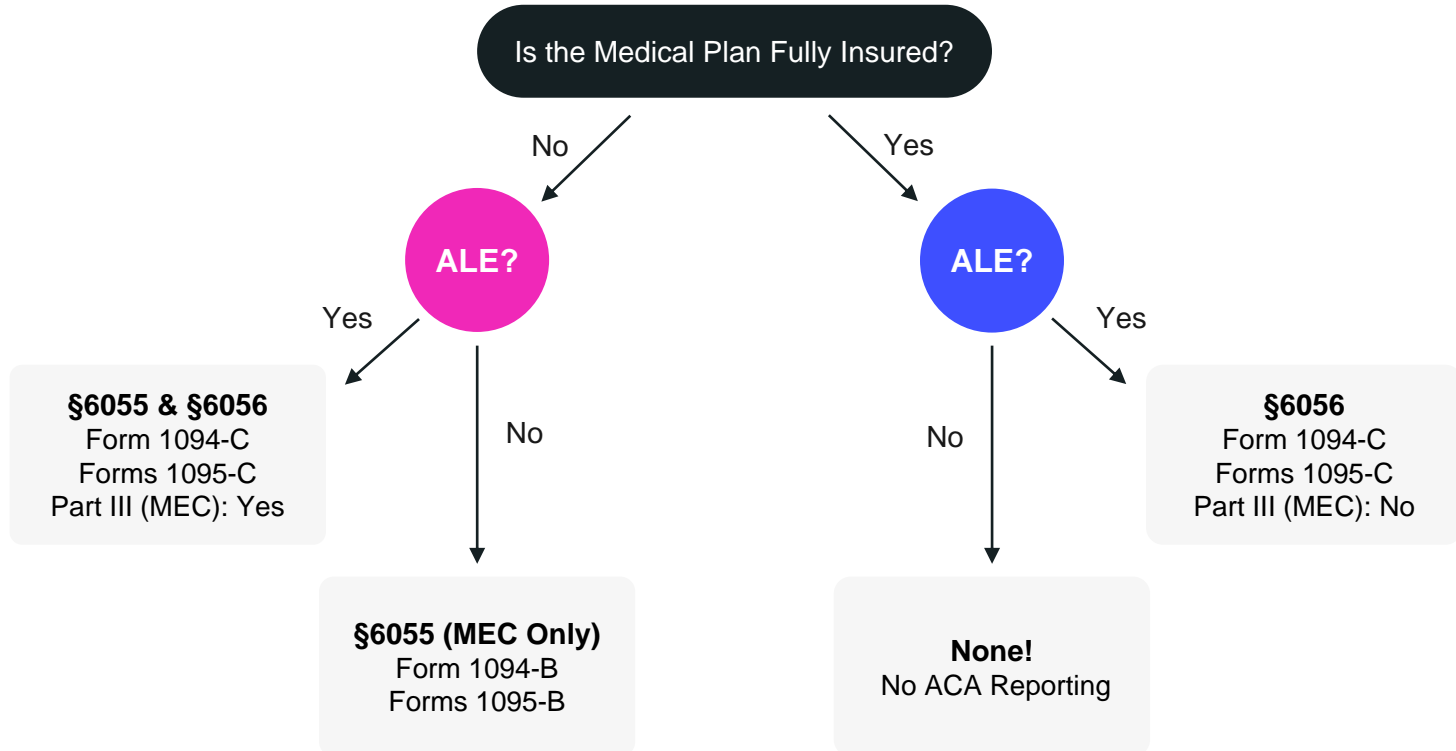 Is the Medical Plan Fully Insured?
No
Yes
ALE?
ALE?
Yes
No
No
Yes
§6055 & §6056
Form 1094-C
Forms 1095-C
Part III (MEC): Yes
§6055 (MEC Only)
Form 1094-B
Forms 1095-B
None!
No ACA Reporting
§6056
Form 1094-C
Forms 1095-C
Part III (MEC): No